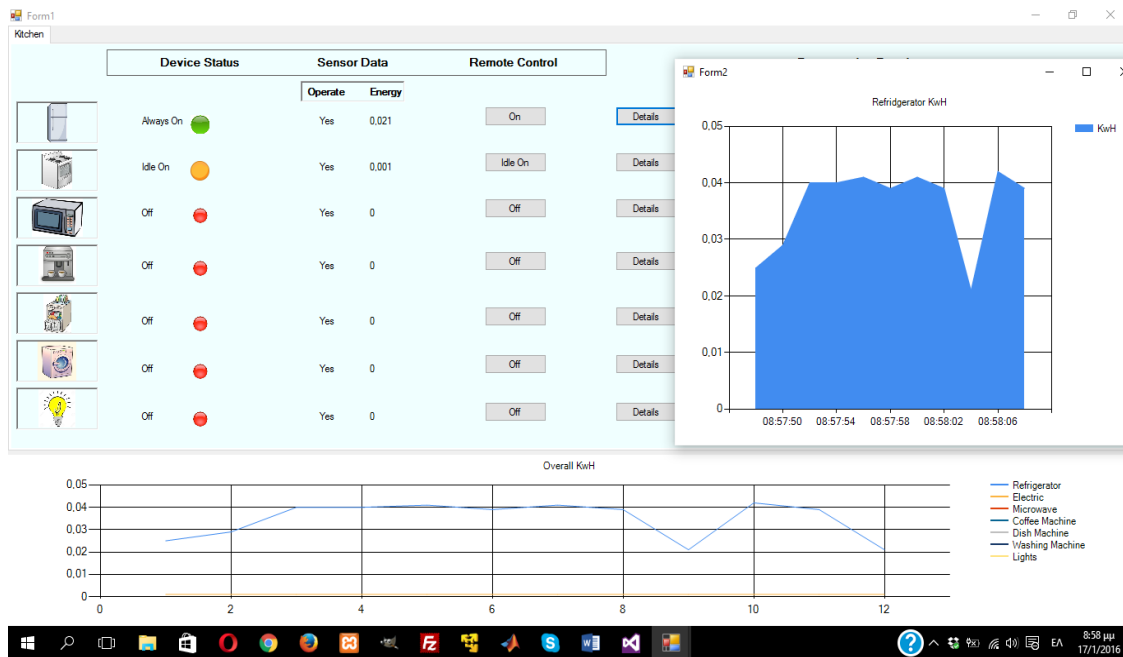 Form1
Kitchen
Device Status Sensor Data Remote Control
Operate Energy
Always On Yes 0,021 On Details
Idle On Yes 0,001 Idle On Details
Off Yes 0 Off Details
Off Yes 0 Off Details
Off Yes 0 Off Details
Off Yes 0 Off Details
Off Yes 0 Off Details
Form2
Refridgerator KwH
KwH
0,05
0,04
0,03
0,02
0,01
0
08:57:50 08:57:54 08:57:58 08:58:02 08:58:06
Overall KwH
0,05
0,04
0,03
0,02
0,01
0
0 2 4 6 8 10 12
Refrigerator
Electric
Microwave
Coffee Machine
Dish Machine
Washing Machine
Lights
ΕΛ
8:58 μμ
17/1/2016